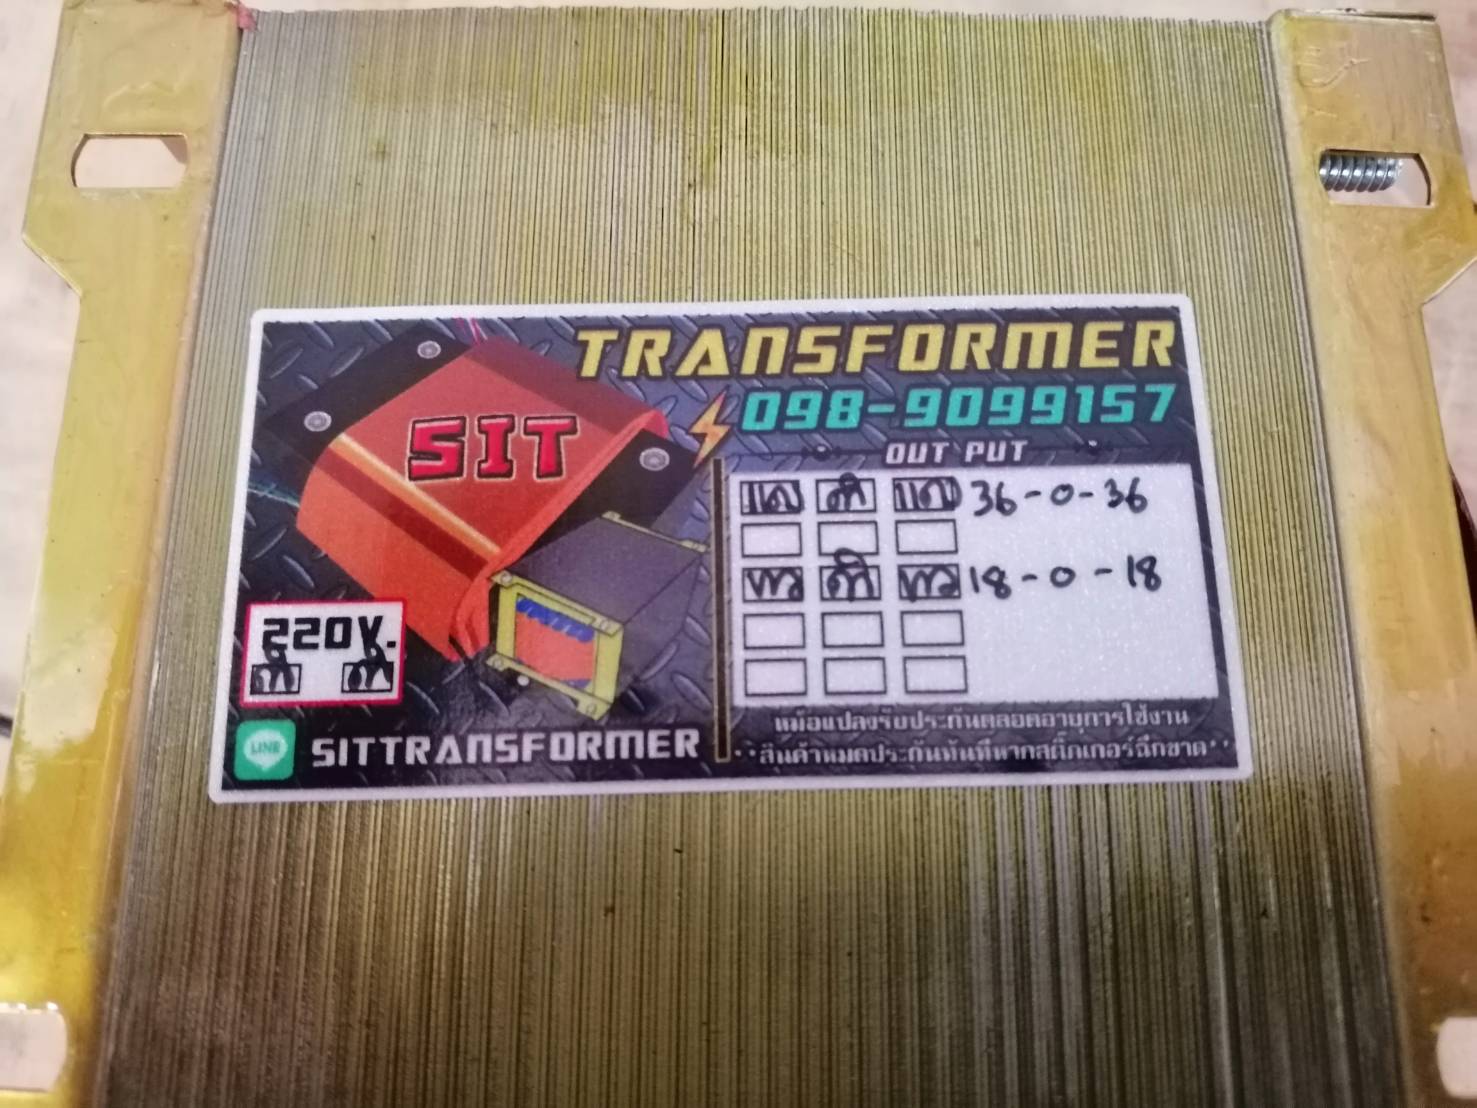 TRANSFORMER
098-9099157
SIT
OUT PUT
แด ดำ แด 36-0-36
18-0-18
220V.
ดำ ดำ
LINE SITTRANSFORMER
หม้อแปลงรับประกันตลอดอายุการใช้งาน
**สินค้าหมดประกันทันทีหากสติ๊กเกอร์ฉีกขาด**